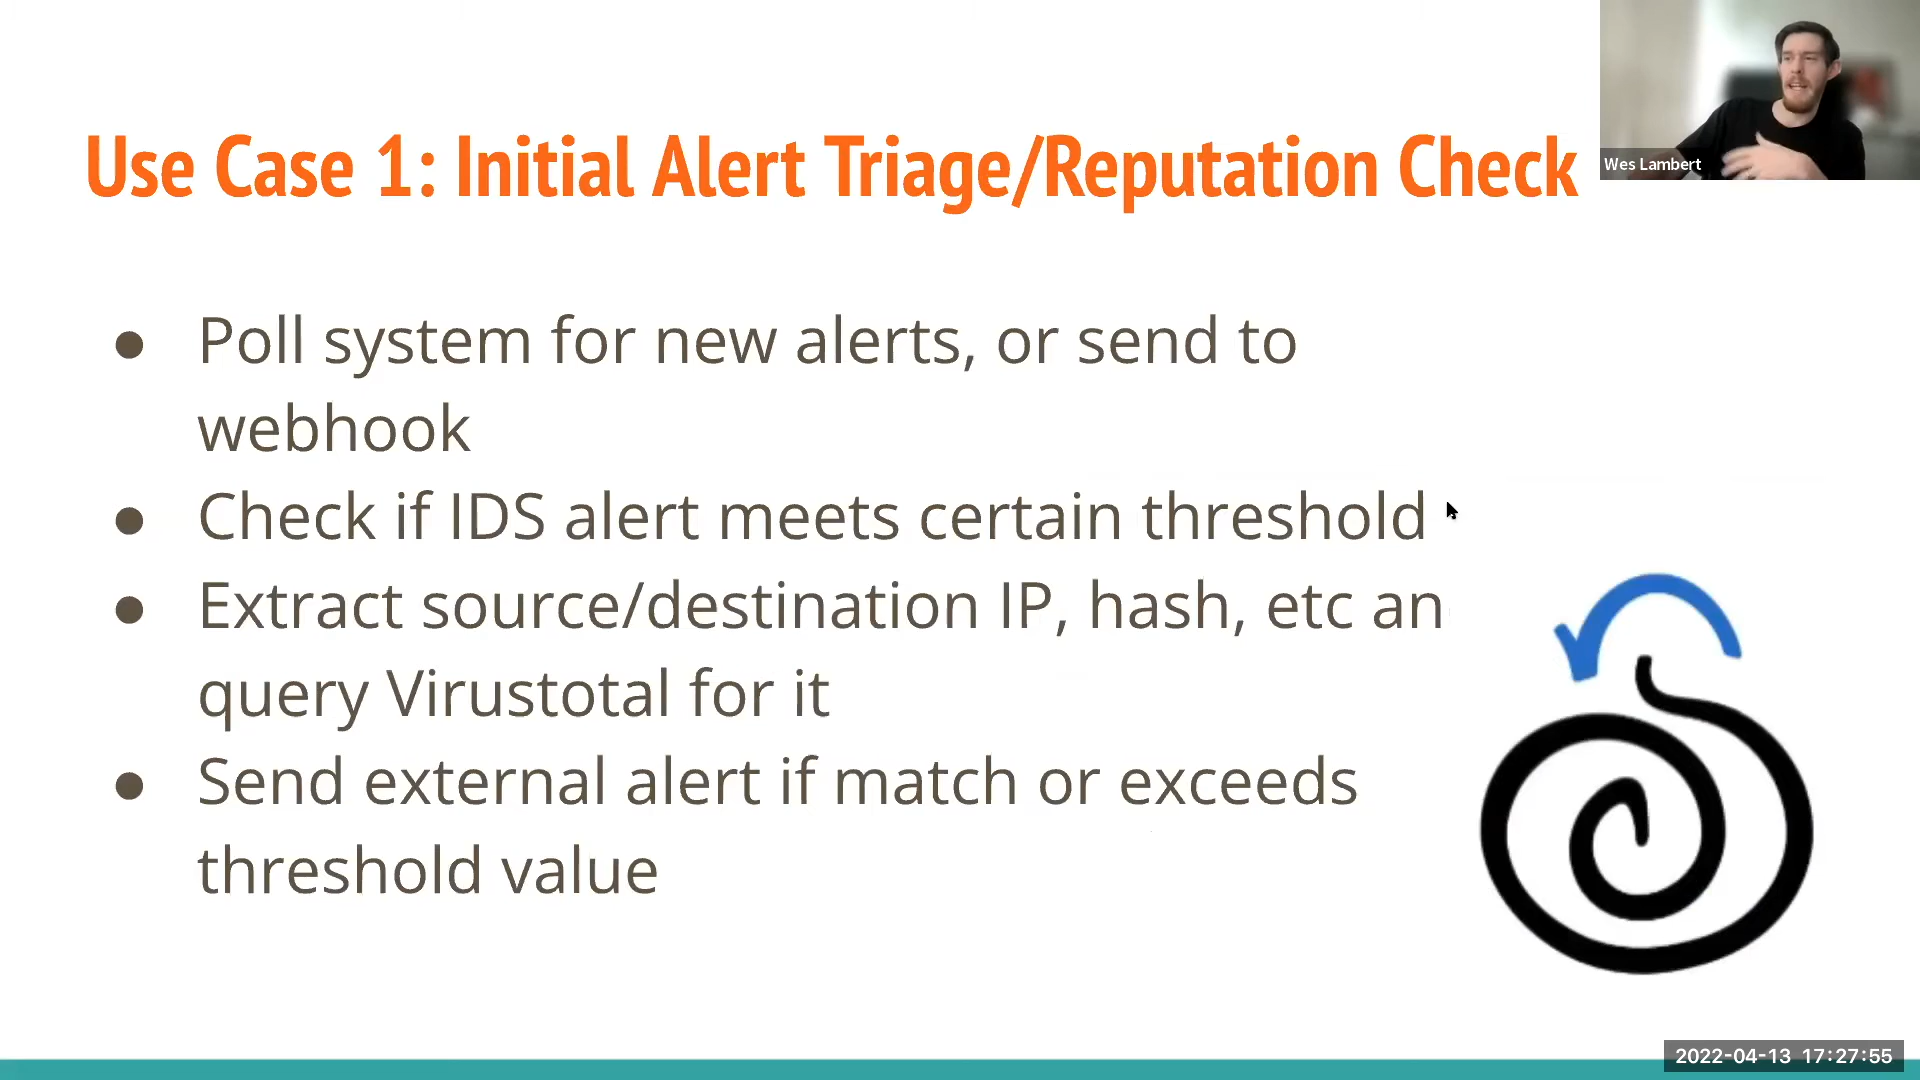 Use Case 1: Initial Alert Triage/Reputation Check
Wes Lambert
● Poll system for new alerts, or send to
webhook
● Check if IDS alert meets certain threshold
● Extract source/destination IP, hash, etc an
query Virustotal for it
● Send external alert if match or exceeds
threshold value
2022-04-13 17:27:55